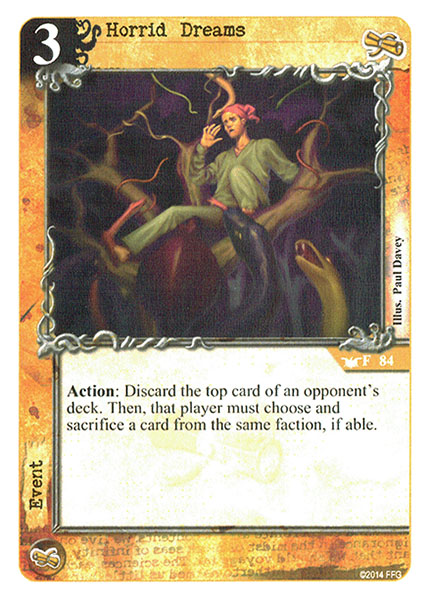 3
Horrid Dreams
Illus. Paul Davey
F 84
Action: Discard the top card of an opponent's
deck. Then, that player must choose and
sacrifice a card from the same faction, if able.
Event
©2014 FFG